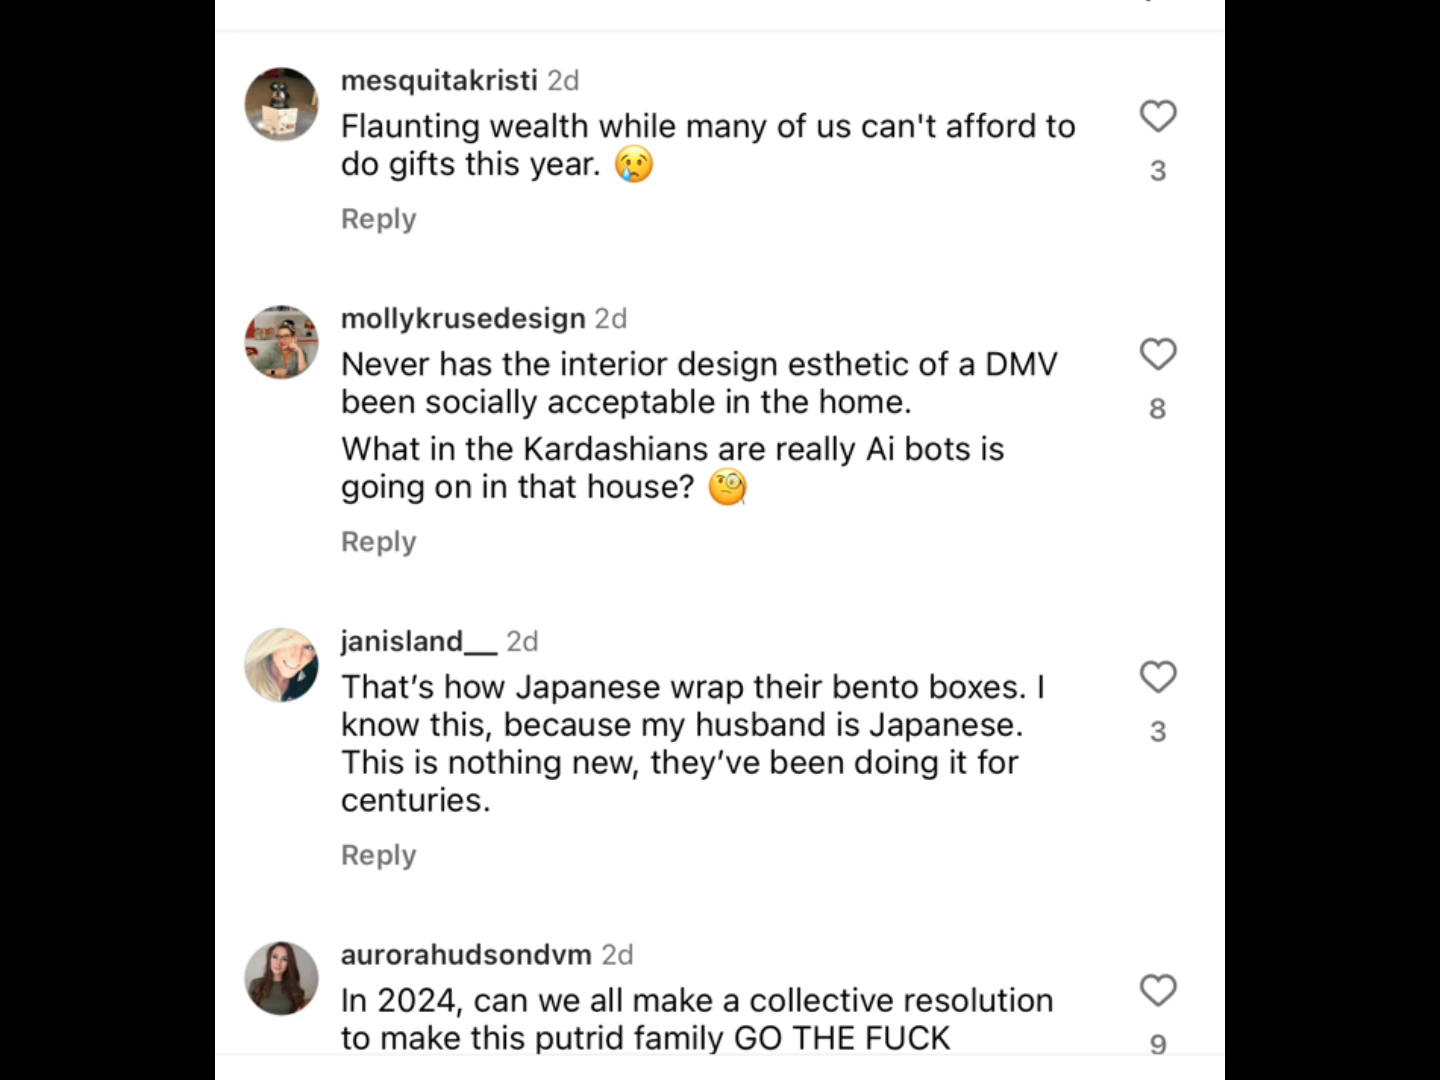 mesquitakristi 2d
Flaunting wealth while many of us can't afford to
do gifts this year. 😢
3
Reply
mollykrusedesign 2d
Never has the interior design esthetic of a DMV
been socially acceptable in the home.
8
What in the Kardashians are really Ai bots is
going on in that house? 🧐
Reply
janisland__ 2d
That’s how Japanese wrap their bento boxes. I
know this, because my husband is Japanese.
3
This is nothing new, they’ve been doing it for
centuries.
Reply
aurorahudsondvm 2d
In 2024, can we all make a collective resolution
to make this putrid family GO THE FUCK
9